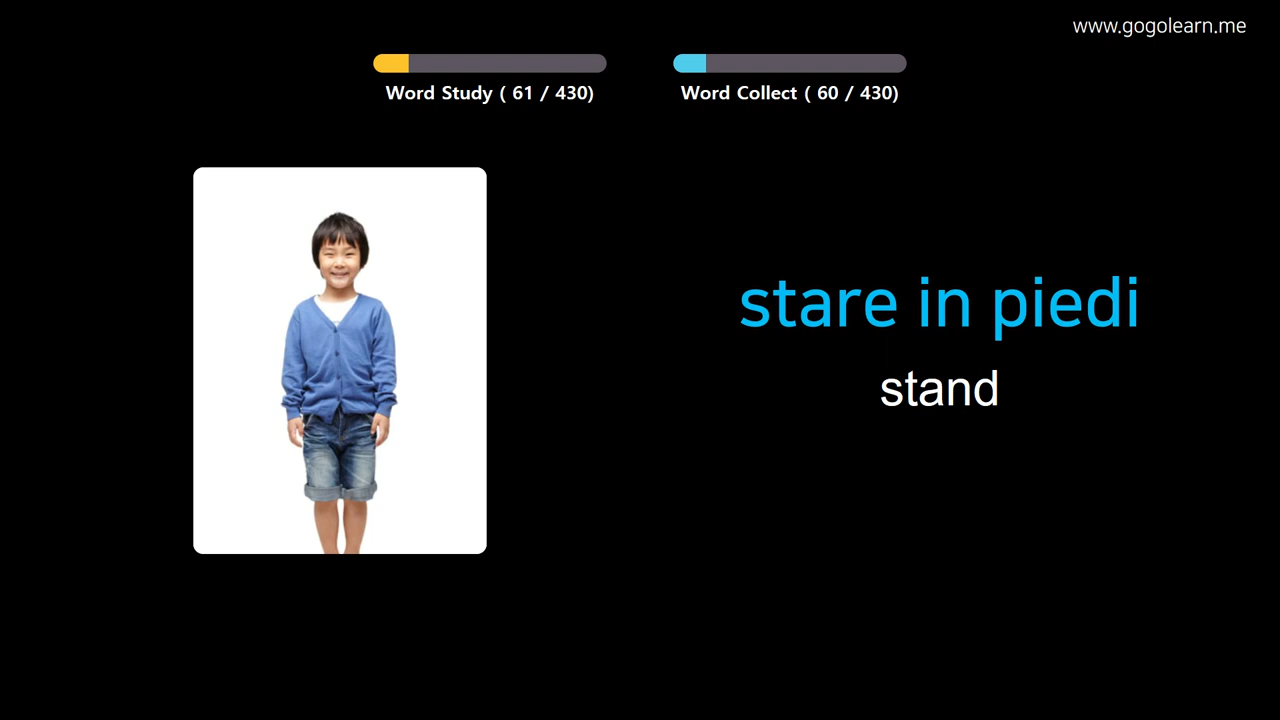 www.gogolearn.me
Word Study ( 61 / 430)
Word Collect ( 60 / 430)
stare in piedi
stand